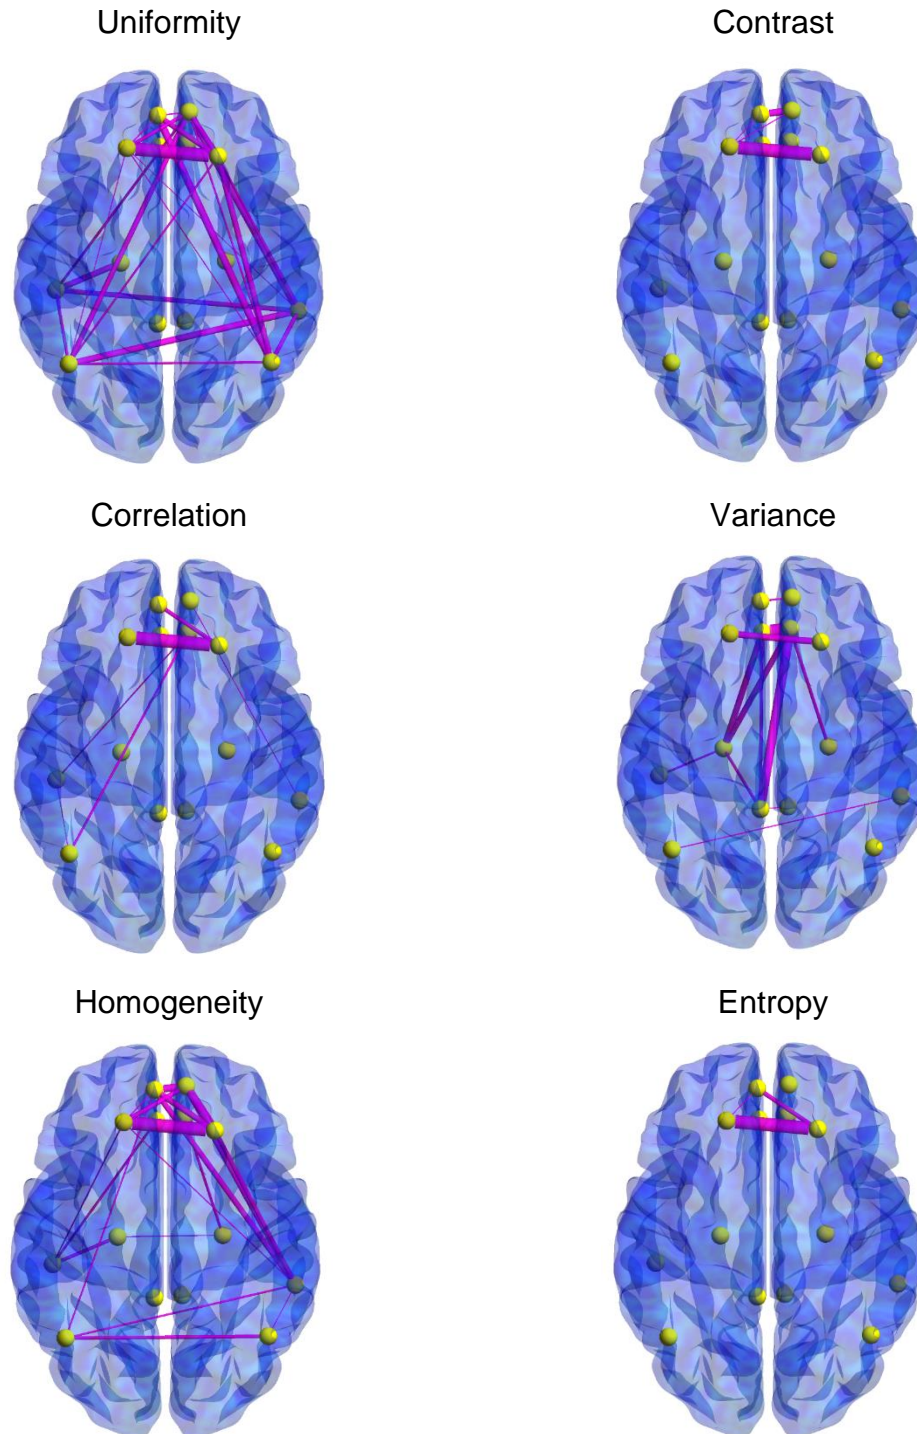 Uniformity
Contrast
Correlation
Variance
Homogeneity
Entropy